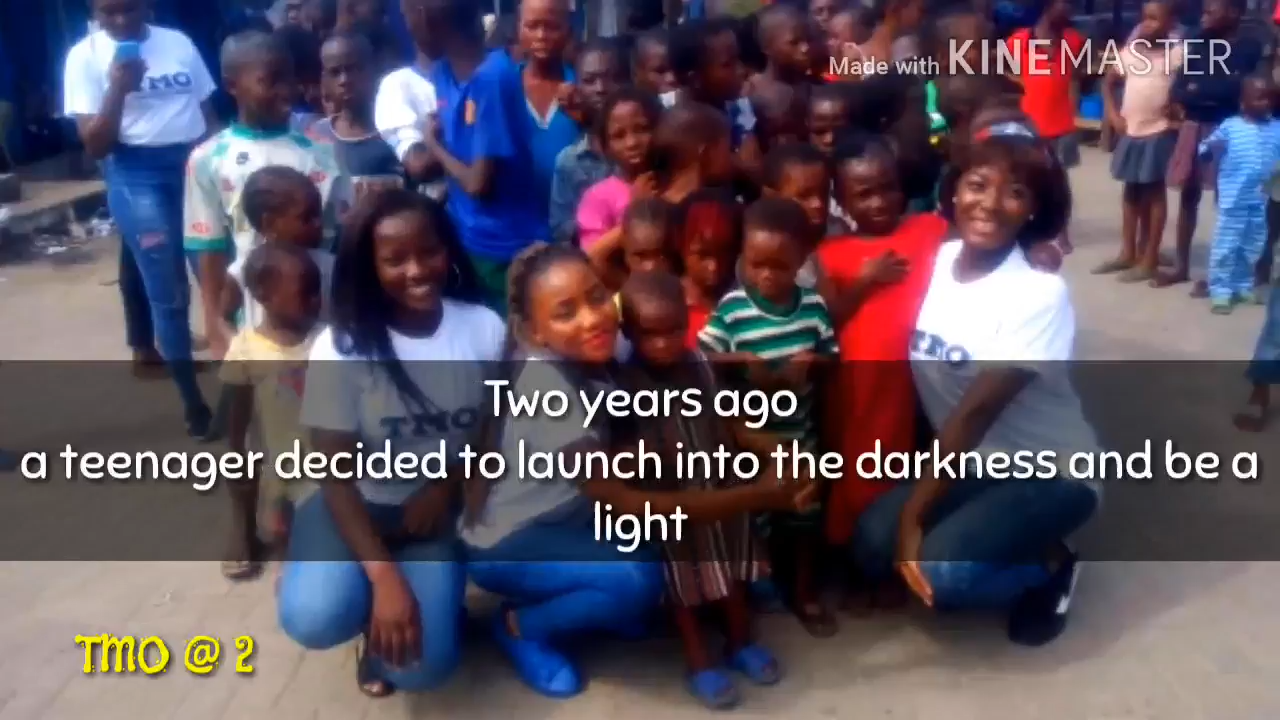 Made with KINEMASTER
TMO
TMO
TMO
Two years ago
a teenager decided to launch into the darkness and be a
light
TMO @ 2